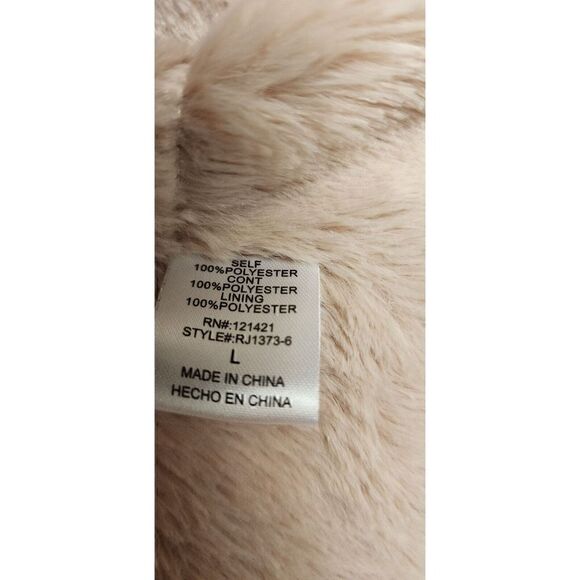 SELF
100%POLYESTER
CONT
100%POLYESTER
LINING
100%POLYESTER
RN#:121421
STYLE#:RJ1373-6
L
MADE IN CHINA
HECHO EN CHINA